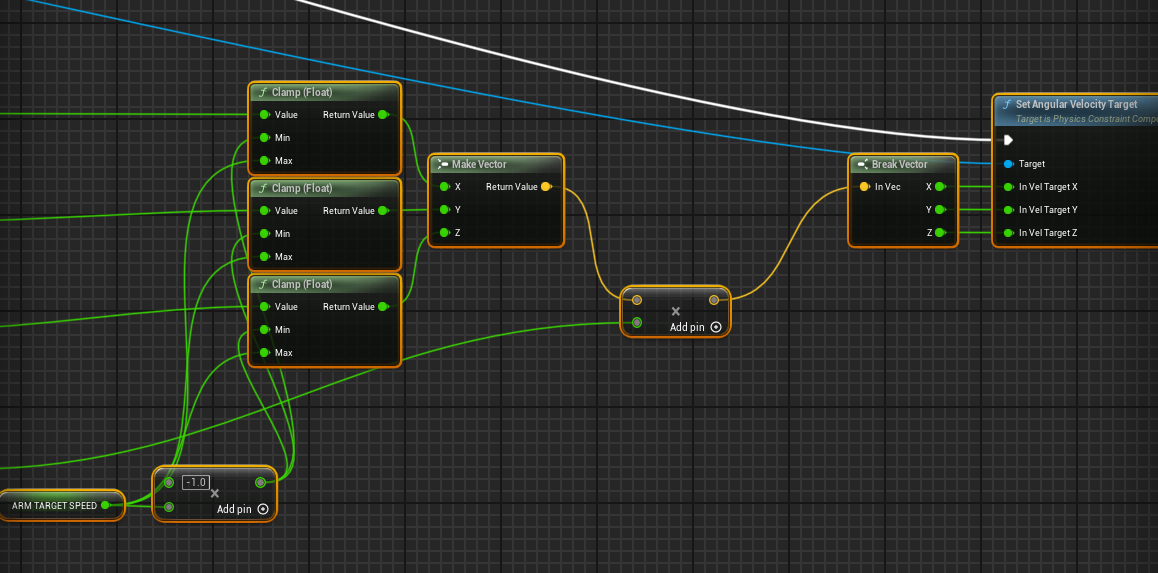 Clamp (Float)
Value
Return Value
Min
Max
Clamp (Float)
Value
Return Value
Min
Max
Clamp (Float)
Value
Return Value
Min
Max
Make Vector
X
Return Value
Y
Z
×
Add pin
Break Vector
In Vec
X
Y
Z
Set Angular Velocity Target
Target is Physics Constraint Compo
Target
In Vel Target X
In Vel Target Y
In Vel Target Z
ARM TARGET SPEED
-1.0
×
Add pin